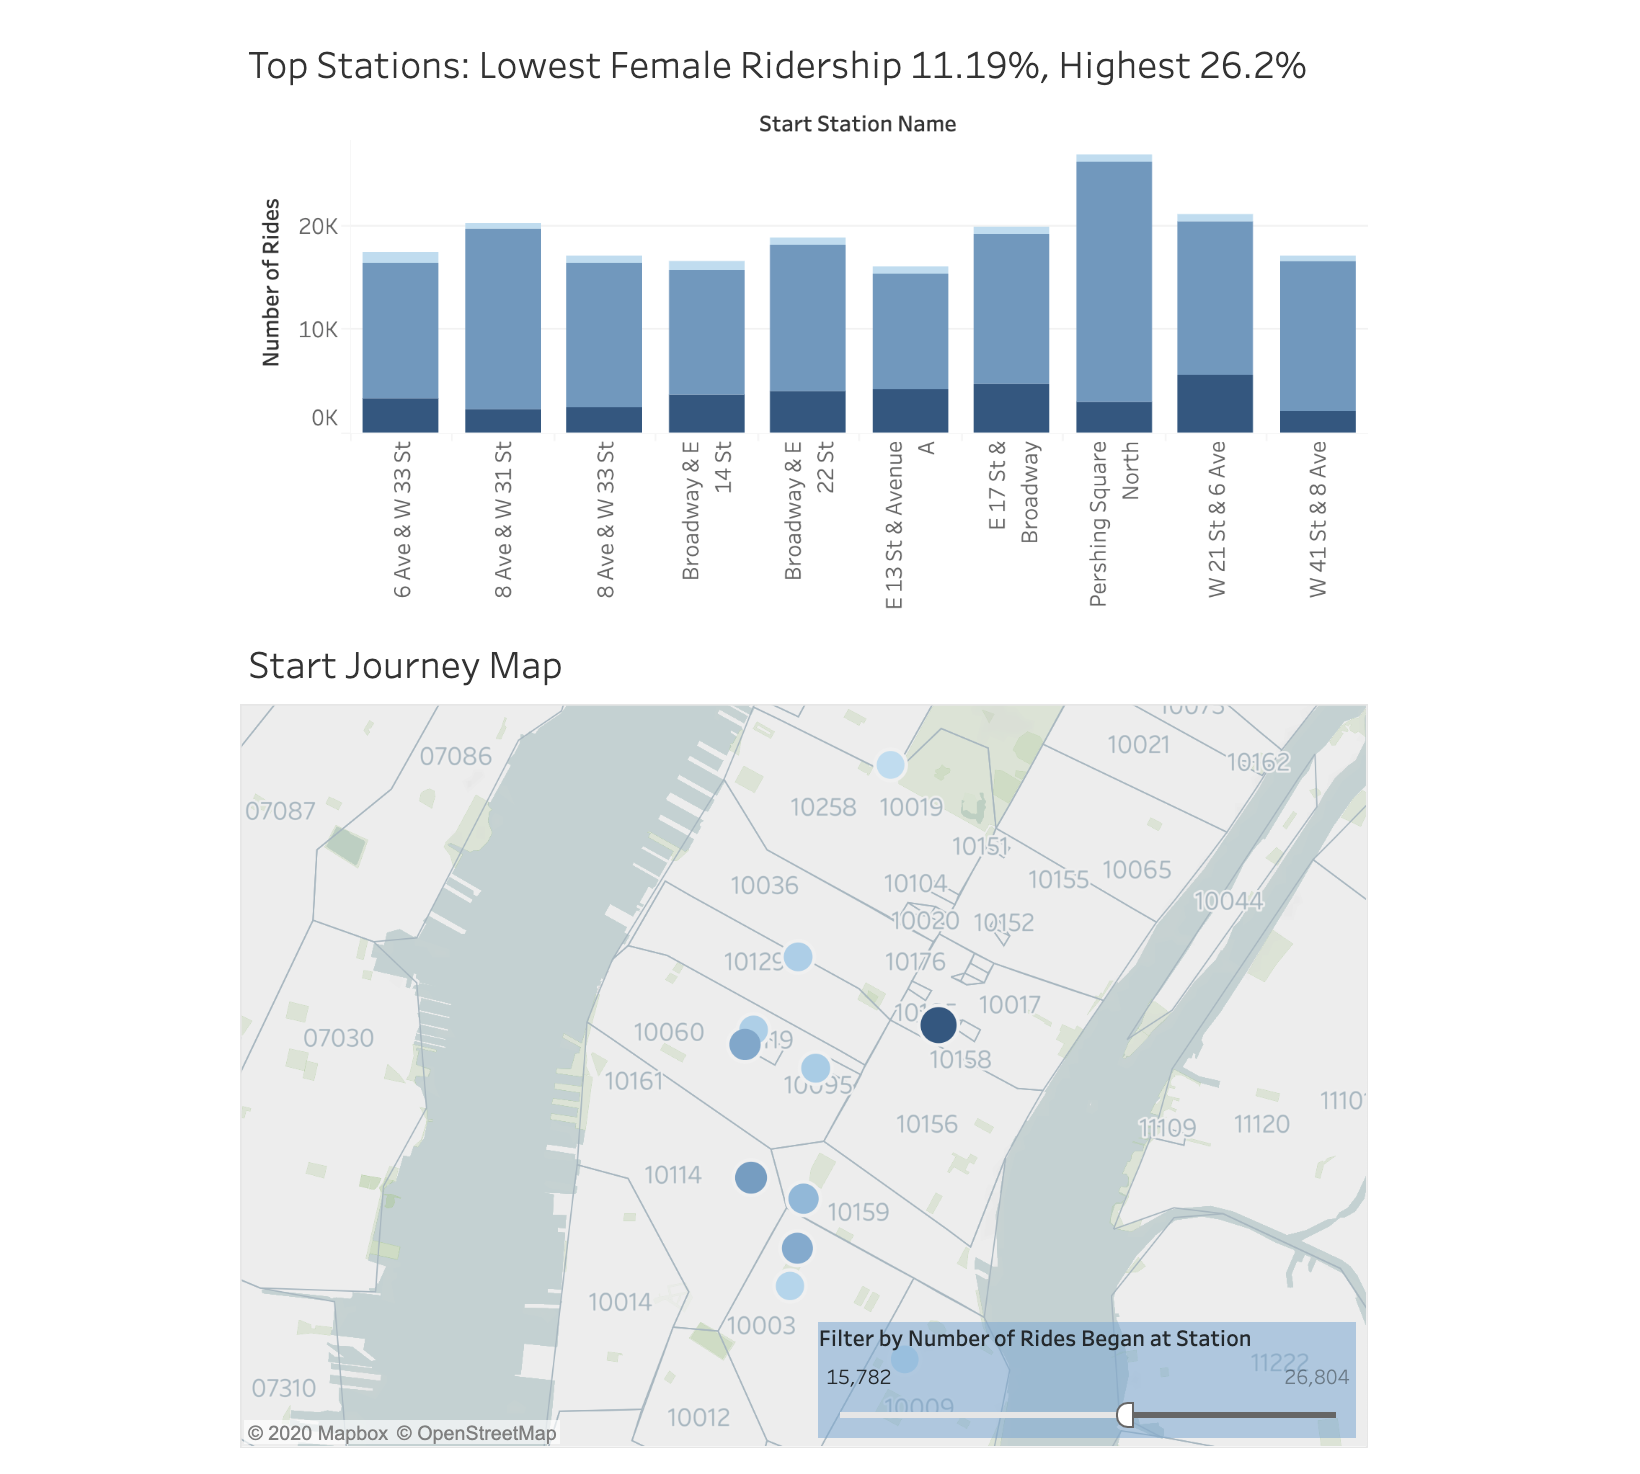 Top Stations: Lowest Female Ridership 11.19%, Highest 26.2%
Start Station Name
Number of Rides
20K
10K
0K
6 Ave & W 33 St
8 Ave & W 31 St
8 Ave & W 33 St
Broadway & E
14 St
Broadway & E
22 St
E 13 St & Avenue
A
E 17 St &
Broadway
Pershing Square
North
W 21 St & 6 Ave
W 41 St & 8 Ave
Start Journey Map
10075
07086
10021
10162
07087
10258
10019
10151
10104
10155
10065
10036
10044
10020
10152
10129
10176
10017
07030
10060
19
10158
10161
10095
10156
11109
11120
1110
10114
10159
10014
10003
Filter by Number of Rides Began at Station
11222
15,782
26,804
07310
10009
10012
© 2020 Mapbox © OpenStreetMap